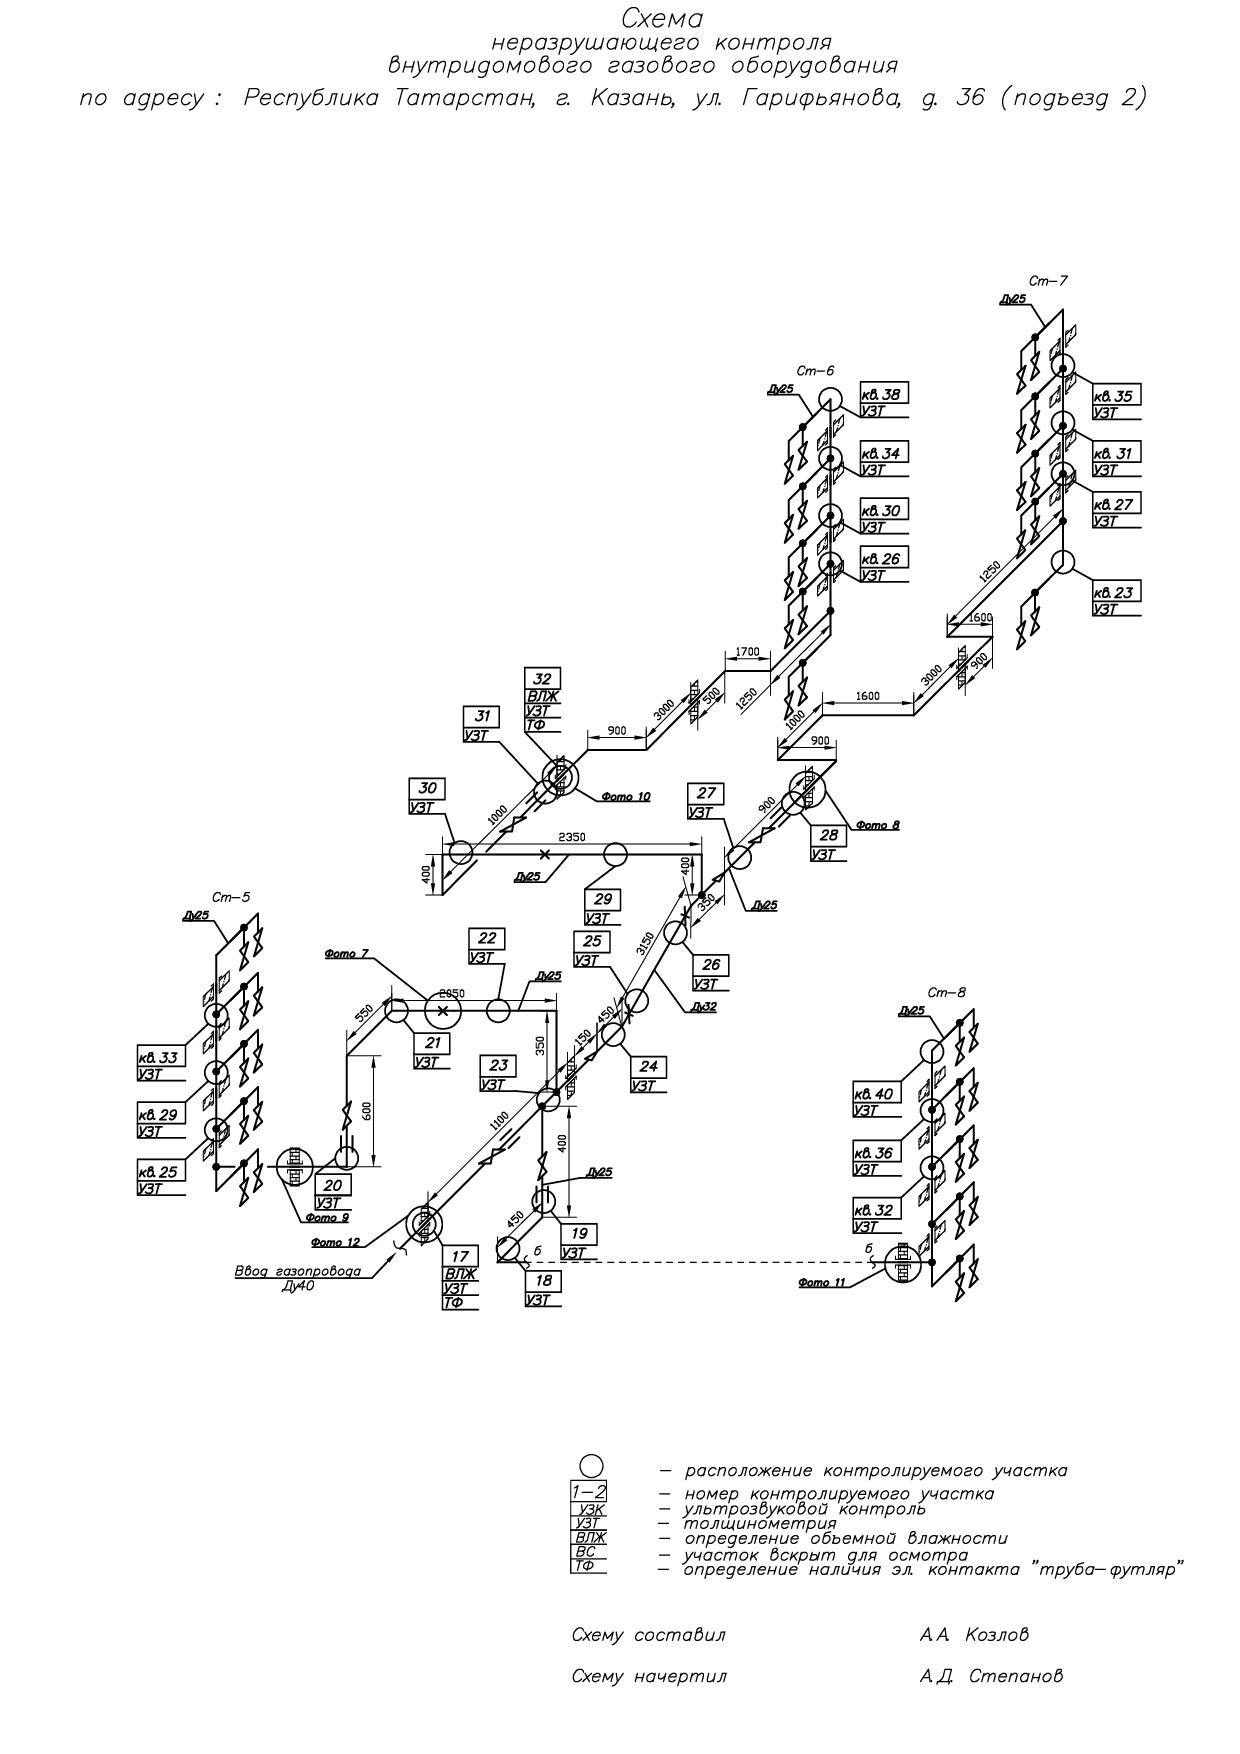 Схема
неразрушающего контроля
внутридомового газового оборудования
по адресу : Республика Татарстан, г. Казань, ул. Гарифьянова, д. 36 (подъезд 2)
Ст-7
Ду25
Ст-6
Ду25
кв. 38
УЗТ
кв. 35
УЗТ
кв. 34
УЗТ
кв. 31
УЗТ
кв. 30
УЗТ
кв. 27
УЗТ
кв. 26
УЗТ
1250
кв. 23
УЗТ
1600
1700
3000
900
32
ВЛЖ
УЗТ
ТФ
3000
500
1250
1600
1000
31
УЗТ
900
900
30
УЗТ
1000
Фото 10
27
УЗТ
900
Фото 8
28
УЗТ
2350
400
Ду25
400
350
Ду25
29
УЗТ
Ст-5
Ду25
22
УЗТ
25
УЗТ
3150
26
УЗТ
Фото 7
2050
Ду25
Ду32
Ст-8
Ду25
550
450
150
350
21
УЗТ
кв. 33
УЗТ
23
УЗТ
24
УЗТ
600
1100
400
кв. 40
УЗТ
кв. 29
УЗТ
кв. 36
УЗТ
кв. 25
УЗТ
20
УЗТ
Ду25
кв. 32
УЗТ
Фото 9
450
19
УЗТ
Фото 12
17
ВЛЖ
УЗТ
ТФ
б
б
Ввод газопровода
Ду40
18
УЗТ
Фото 11
— расположение контролируемого участка
1-2 — номер контролируемого участка
УЗК — ультрозвуковой контроль
УЗТ — толщинометрия
ВЛЖ — определение объемной влажности
ВС — участок вскрыт для осмотра
ТФ — определение наличия эл. контакта "труба-футляр"
Схему составил А.А. Козлов
Схему начертил А.Д. Степанов